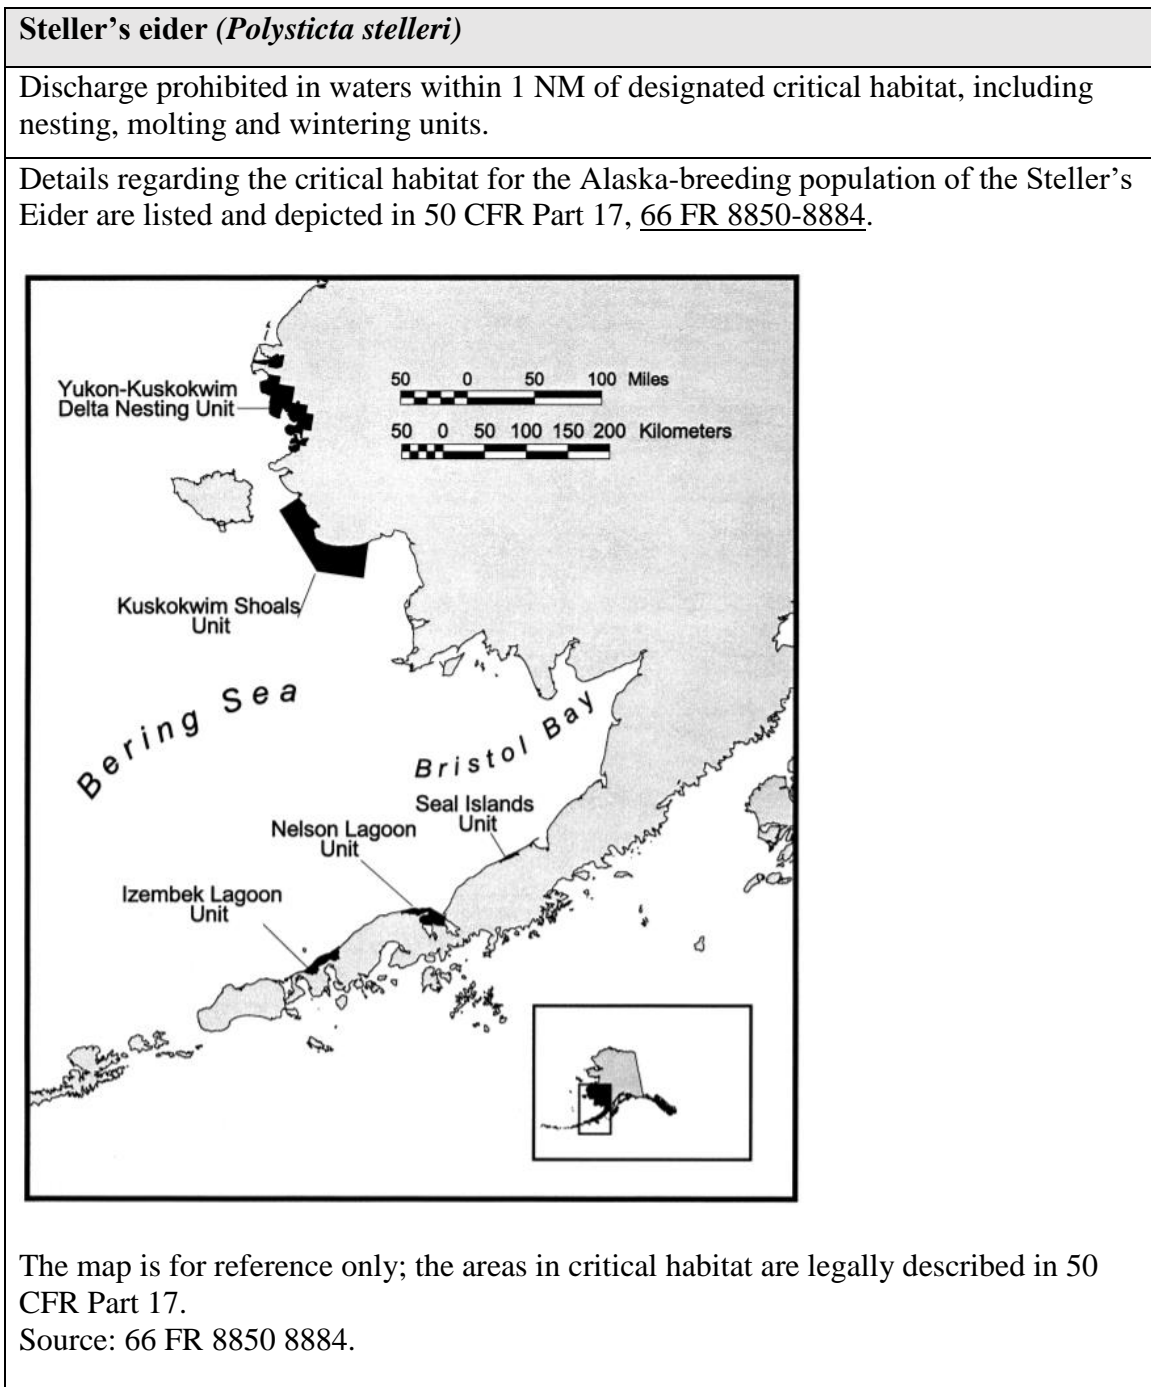 Steller’s eider (Polysticta stelleri)
Discharge prohibited in waters within 1 NM of designated critical habitat, including
nesting, molting and wintering units.
Details regarding the critical habitat for the Alaska-breeding population of the Steller’s
Eider are listed and depicted in 50 CFR Part 17, 66 FR 8850-8884.
Yukon-Kuskokwim
Delta Nesting Unit
50 0 50 100 Miles
50 0 50 100 150 200 Kilometers
Kuskokwim Shoals
Unit
Bering Sea
Bristol Bay
Seal Islands
Unit
Nelson Lagoon
Unit
Izembek Lagoon
Unit
The map is for reference only; the areas in critical habitat are legally described in 50
CFR Part 17.
Source: 66 FR 8850 8884.